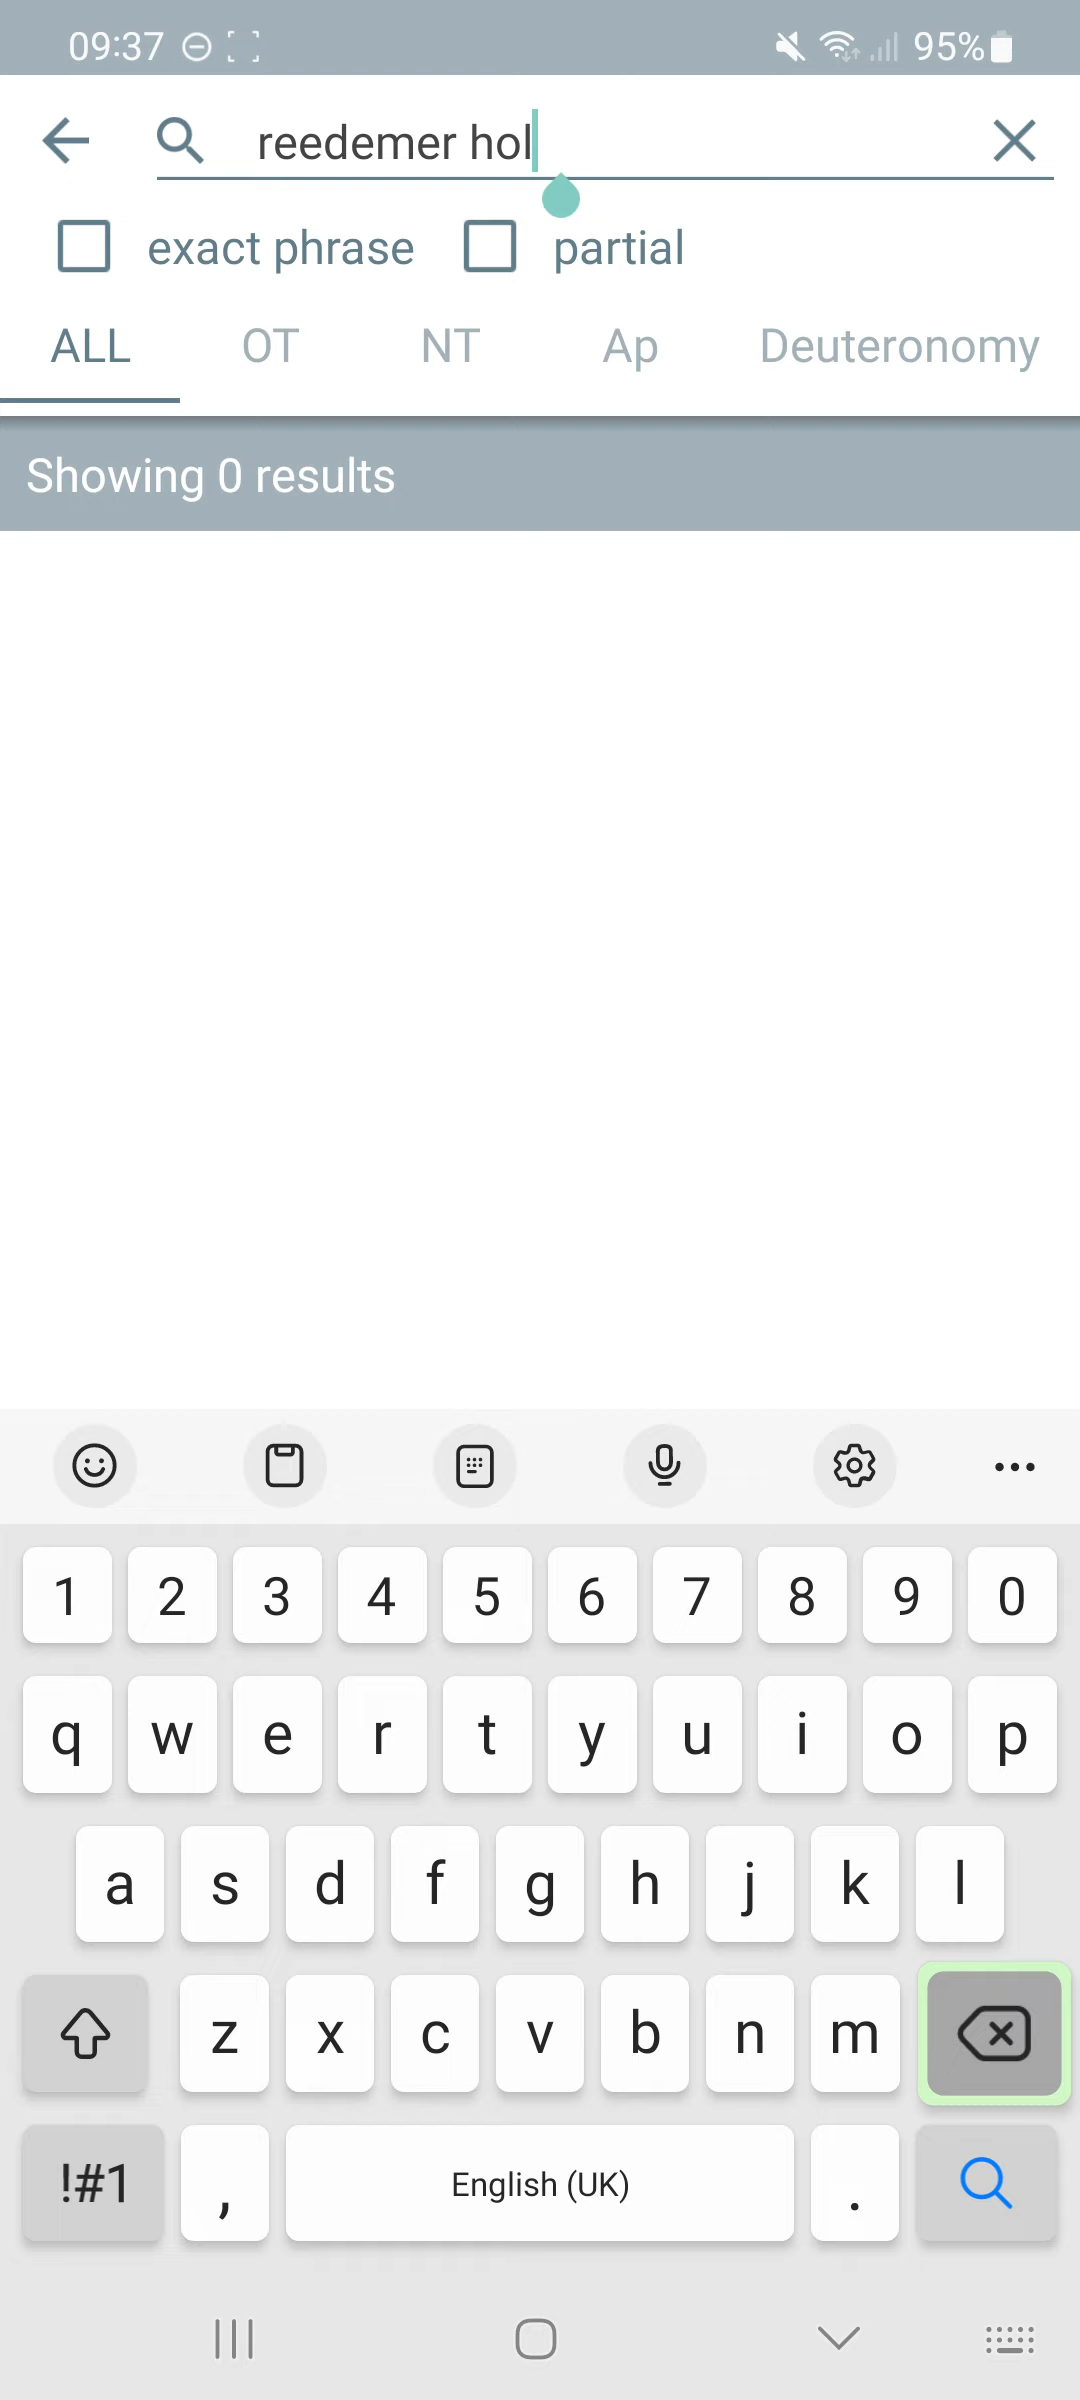 09:37 95%
reedemer hol
exact phrase partial
ALL OT NT Ap Deuteronomy
Showing 0 results
1 2 3 4 5 6 7 8 9 0
q w e r t y u i o p
a s d f g h j k l
z x c v b n m
!#1 , English (UK) .